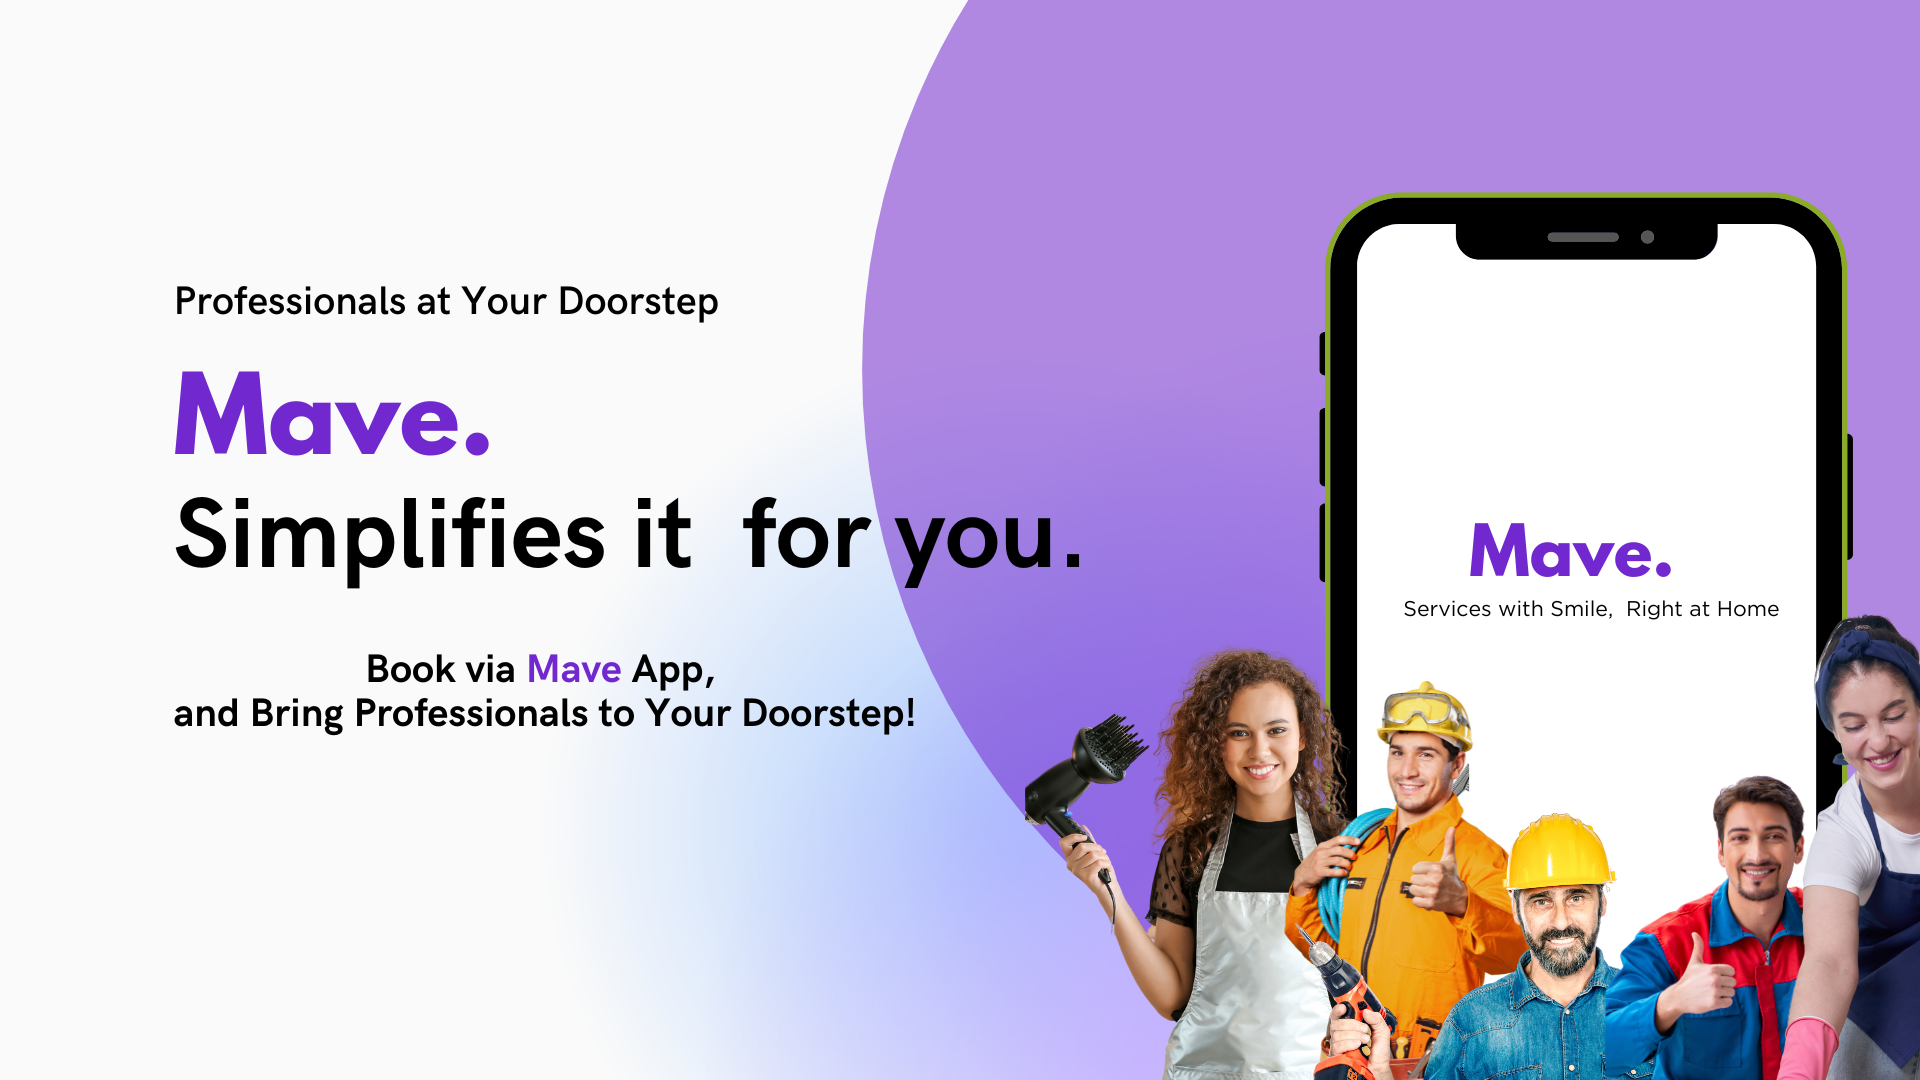 Professionals at Your Doorstep
Mave.
Simplifies it  for you.
Book via Mave App,
and Bring Professionals to Your Doorstep!
Mave.
Services with Smile,  Right at Home